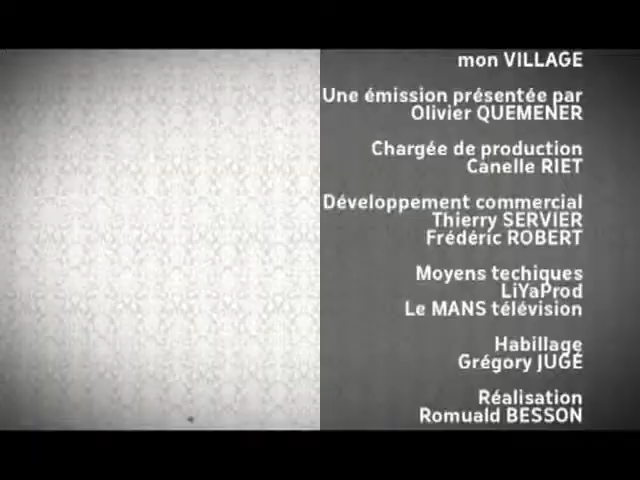 mon VILLAGE
Une émission présentée par
Olivier QUEMENER
Chargée de production
Canelle RIET
Développement commercial
Thierry SERVIER
Frédéric ROBERT
Moyens techiques
LiYaProd
Le MANS télévision
Habillage
Grégory JUGÉ
Réalisation
Romuald BESSON